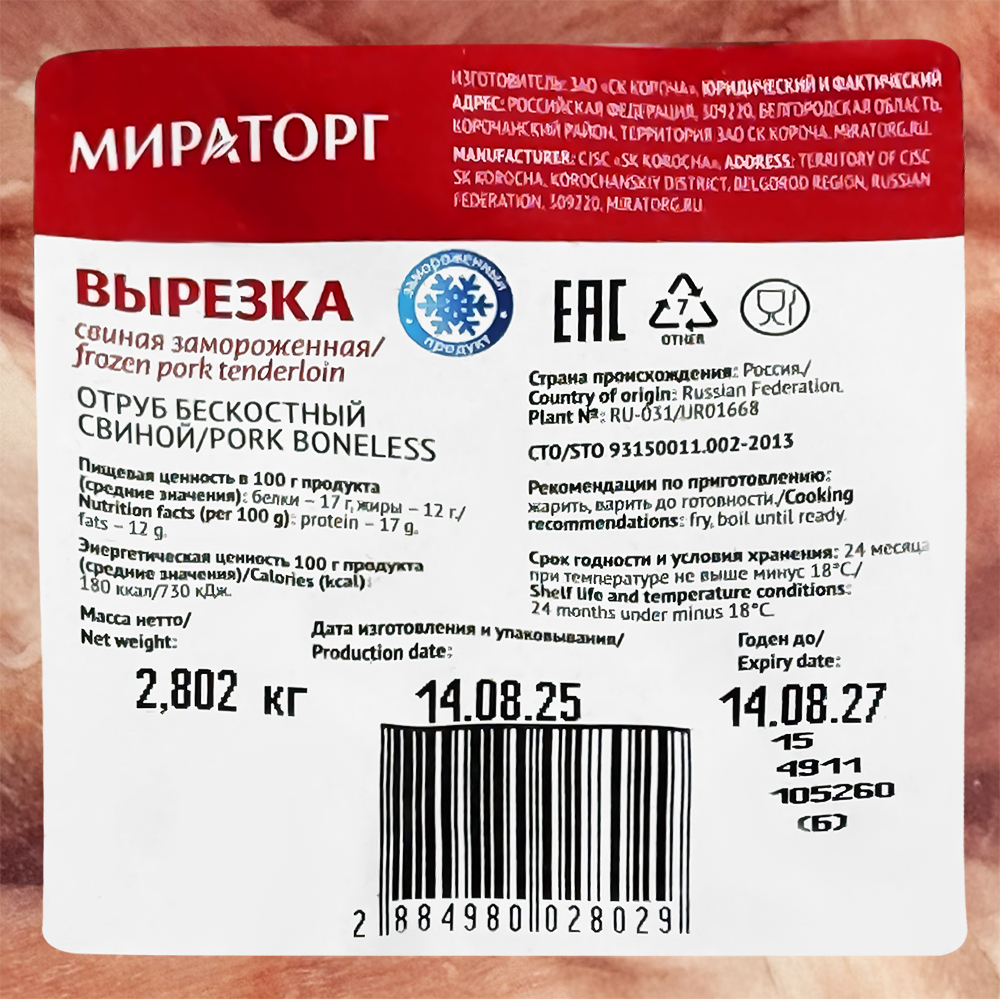 МИРАТОРГ
ИЗГОТОВИТЕЛЬ: ЗАО «СК КОРОЧА», ЮРИДИЧЕСКИЙ И ФАКТИЧЕСКИЙ
АДРЕС: РОССИЙСКАЯ ФЕДЕРАЦИЯ, 309220, БЕЛГОРОДСКАЯ ОБЛАСТЬ,
КОРОЧАНСКИЙ РАЙОН, ТЕРРИТОРИЯ ЗАО СК КОРОЧА. MIRATORG.RU
MANUFACTURER: CJSC «SK KOROCHA», ADDRESS: TERRITORY OF CJSC
SK KOROCHA, KOROCHANSKIY DISTRICT, BELGOROD REGION, RUSSIAN
FEDERATION, 309220, MIRATORG.RU
ВЫРЕЗКА
свиная замороженная/
frozen pork tenderloin
ОТРУБ БЕСКОСТНЫЙ
СВИНОЙ/PORK BONELESS
замороженный
продукт
Пищевая ценность в 100 г продукта
(средние значения): белки – 17 г, жиры – 12 г./
Nutrition facts (per 100 g): protein – 17 g,
fats – 12 g.
Энергетическая ценность 100 г продукта
(средние значения)/Calories (kcal):
180 ккал/730 кДж.
EAC
7
OTHER
Страна происхождения: Россия/
Country of origin: Russian Federation.
Plant №: RU-031/UR01668
СТО/STO 93150011.002-2013
Рекомендации по приготовлению:
жарить, варить до готовности./Cooking
recommendations: fry, boil until ready.
Срок годности и условия хранения: 24 месяца
при температуре не выше минус 18°C/
Shelf life and temperature conditions:
24 months under minus 18°C
Масса нетто/
Net weight:
2,802 кг
Дата изготовления и упаковывания/
Production date:
14.08.25
Годен до/
Expiry date:
14.08.27
15
4911
105260
(Б)
2 884980 028029